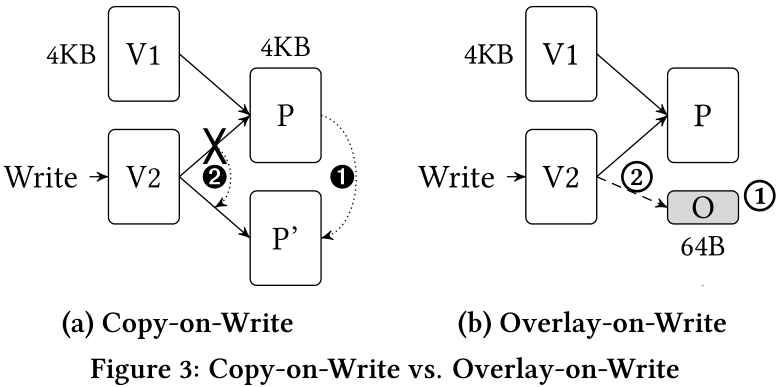 4KB
V1
4KB
P
Write
V2
❷
❶
P'
(a) Copy-on-Write
4KB
V1
P
Write
V2
②
O
①
64B
(b) Overlay-on-Write
Figure 3: Copy-on-Write vs. Overlay-on-Write